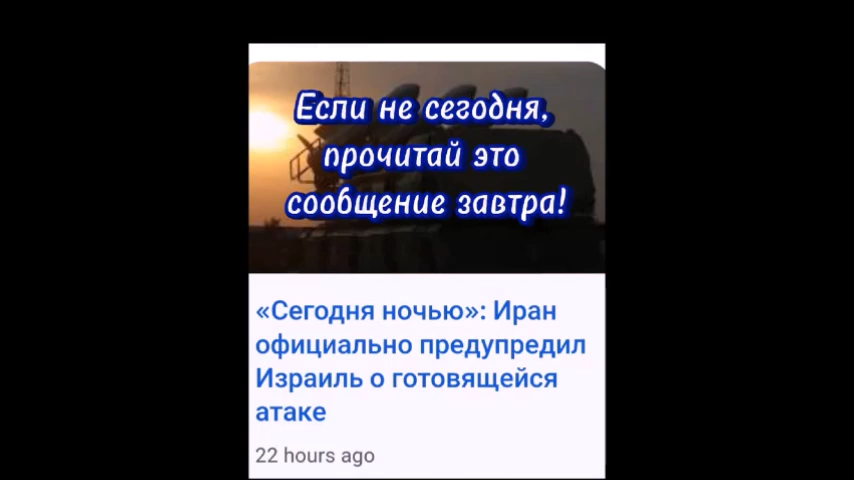 Если не сегодня,
прочитай это
сообщение завтра!
«Сегодня ночью»: Иран
официально предупредил
Израиль о готовящейся
атаке
22 hours ago